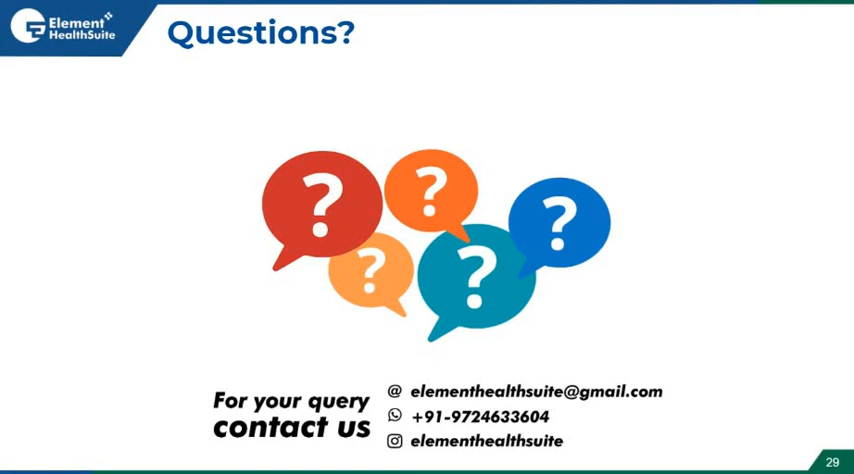 Element
HealthSuite
Questions?
?
?
?
?
?
For your query
contact us
@ elementhealthsuite@gmail.com
+91-9724633604
elementhealthsuite
29